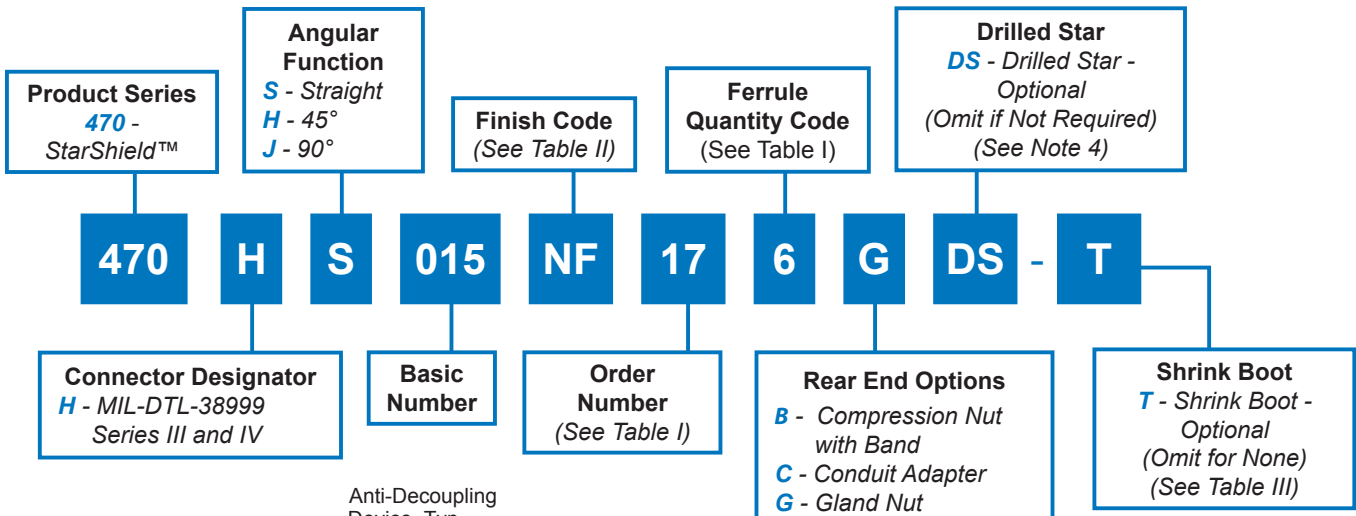 Product Series
470 -
StarShield™
Angular
Function
S - Straight
H - 45°
J - 90°
Finish Code
(See Table II)
Ferrule
Quantity Code
(See Table I)
Drilled Star
DS - Drilled Star -
Optional
(Omit if Not Required)
(See Note 4)
470 H S 015 NF 17 6 G DS - T
Connector Designator
H - MIL-DTL-38999
Series III and IV
Basic
Number
Order
Number
(See Table I)
Rear End Options
B - Compression Nut
with Band
C - Conduit Adapter
G - Gland Nut
Shrink Boot
T - Shrink Boot -
Optional
(Omit for None)
(See Table III)
Anti-Decoupling
Device, Typ